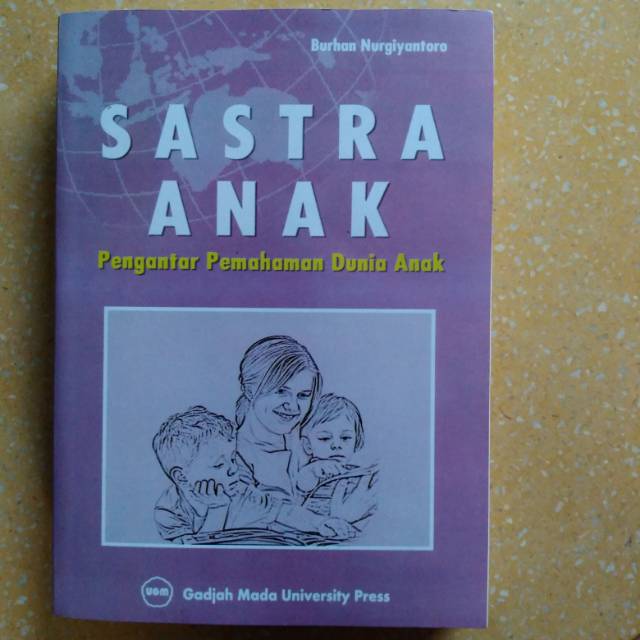 Burhan Nurgiyantoro
SASTRA
ANAK
Pengantar Pemahaman Dunia Anak
UGM
Gadjah Mada University Press